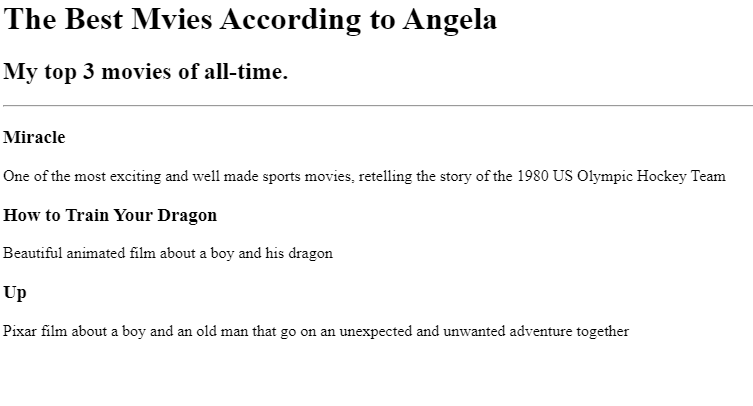 The Best Mvies According to Angela
My top 3 movies of all-time.
Miracle
One of the most exciting and well made sports movies, retelling the story of the 1980 US Olympic Hockey Team
How to Train Your Dragon
Beautiful animated film about a boy and his dragon
Up
Pixar film about a boy and an old man that go on an unexpected and unwanted adventure together